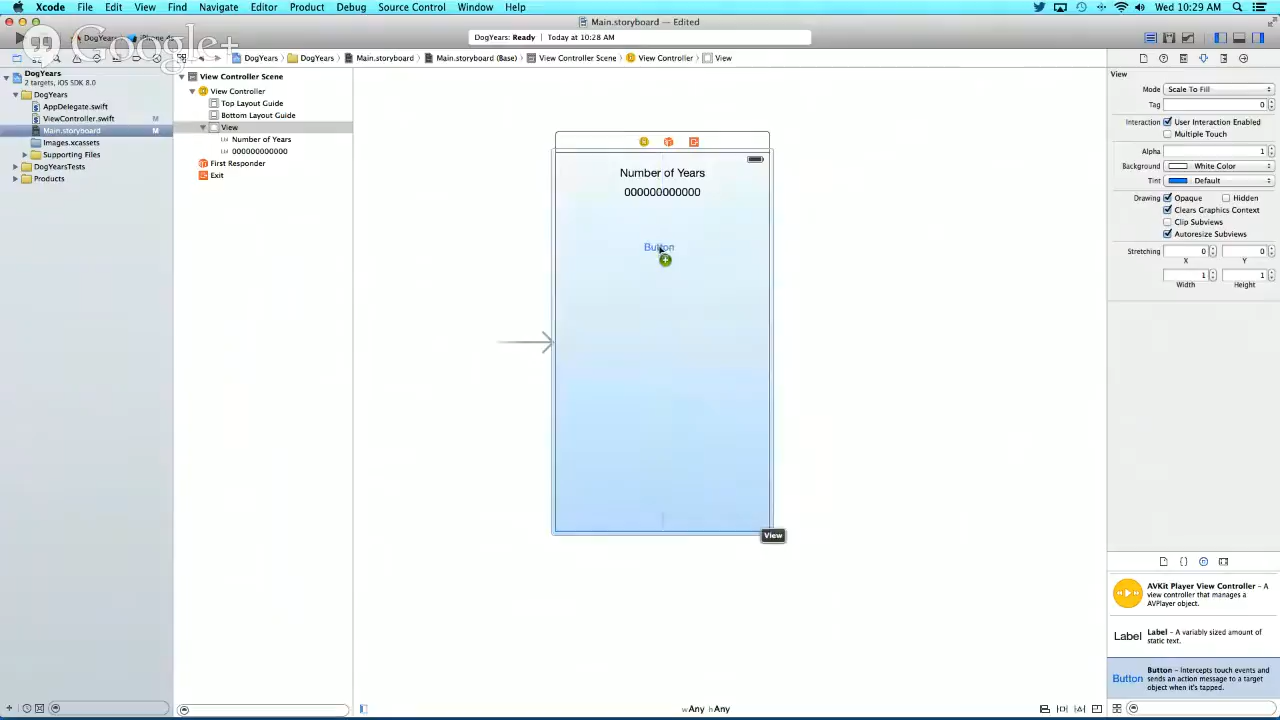 Xcode File Edit View Find Navigate Editor Product Debug Source Control Window Help
Wed 10:29 AM
Main.storyboard — Edited
Google+
DogYears
DogYears: Ready | Today at 10:28 AM
DogYears
2 targets, iOS SDK 8.0
DogYears
AppDelegate.swift
ViewController.swift M
Main.storyboard M
Images.xcassets
Supporting Files
DogYearsTests
Products
DogYears DogYears Main.storyboard Main.storyboard (Base) View Controller Scene View Controller View
View Controller Scene
View Controller
Top Layout Guide
Bottom Layout Guide
View
Number of Years
000000000000
First Responder
Exit
Number of Years
000000000000
Button
View
wAny hAny
View
Mode Scale To Fill
Tag 0
Interaction User Interaction Enabled
Multiple Touch
Alpha 1
Background White Color
Tint Default
Drawing Opaque Hidden
Clears Graphics Context
Clip Subviews
Autoresize Subviews
Stretching 0 0
X Y
1 1
Width Height
AVKit Player View Controller – A
view controller that manages a
AVPlayer object.
Label
Label – A variably sized amount of
static text.
Button
Button – Intercepts touch events and
sends an action message to a target
object when it's tapped.